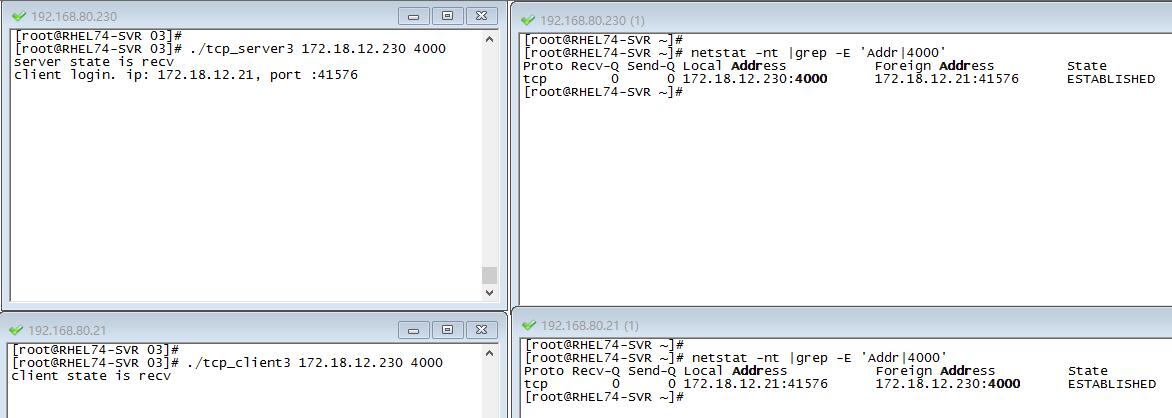 192.168.80.230
[root@RHEL74-SVR 03]#
[root@RHEL74-SVR 03]# ./tcp_server3 172.18.12.230 4000
server state is recv
client login. ip: 172.18.12.21, port :41576
192.168.80.230 (1)
[root@RHEL74-SVR ~]#
[root@RHEL74-SVR ~]# netstat -nt |grep -E 'Addr|4000'
Proto Recv-Q Send-Q Local Address           Foreign Address         State
tcp        0      0 172.18.12.230:4000      172.18.12.21:41576      ESTABLISHED
[root@RHEL74-SVR ~]#
192.168.80.21
[root@RHEL74-SVR 03]#
[root@RHEL74-SVR 03]# ./tcp_client3 172.18.12.230 4000
client state is recv
192.168.80.21 (1)
[root@RHEL74-SVR ~]#
[root@RHEL74-SVR ~]# netstat -nt |grep -E 'Addr|4000'
Proto Recv-Q Send-Q Local Address           Foreign Address         State
tcp        0      0 172.18.12.21:41576      172.18.12.230:4000      ESTABLISHED
[root@RHEL74-SVR ~]#